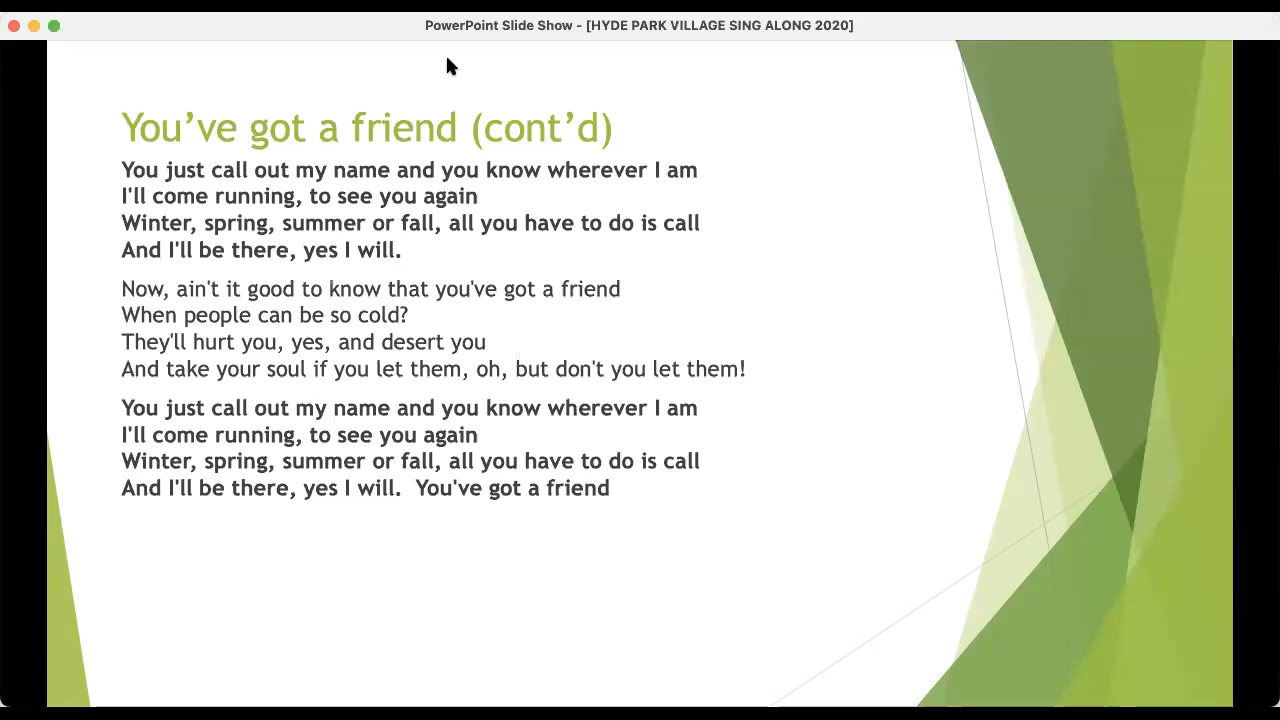 PowerPoint Slide Show - [HYDE PARK VILLAGE SING ALONG 2020]
You’ve got a friend (cont’d)
You just call out my name and you know wherever I am
I'll come running, to see you again
Winter, spring, summer or fall, all you have to do is call
And I'll be there, yes I will.
Now, ain't it good to know that you've got a friend
When people can be so cold?
They'll hurt you, yes, and desert you
And take your soul if you let them, oh, but don't you let them!
You just call out my name and you know wherever I am
I'll come running, to see you again
Winter, spring, summer or fall, all you have to do is call
And I'll be there, yes I will.  You've got a friend